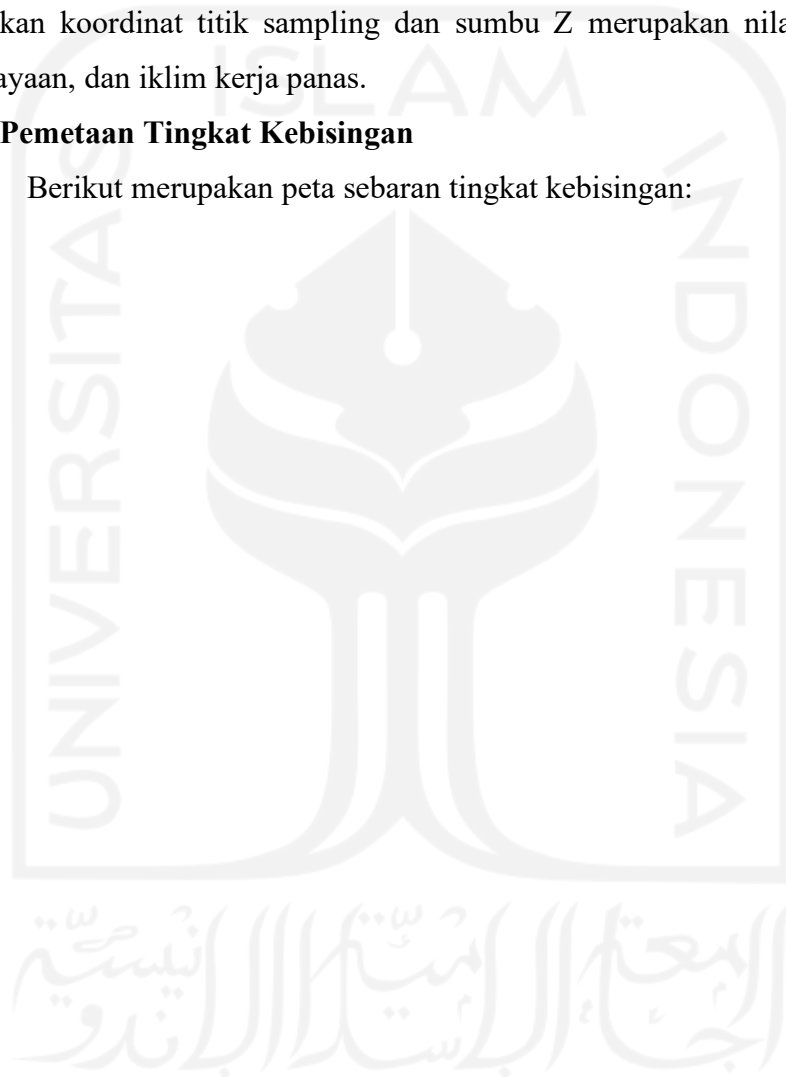 kan koordinat titik sampling dan sumbu Z merupakan nila
ayaan, dan iklim kerja panas.
Pemetaan Tingkat Kebisingan
Berikut merupakan peta sebaran tingkat kebisingan:
ISLAM
UNIVERSITAS
INDONESIA